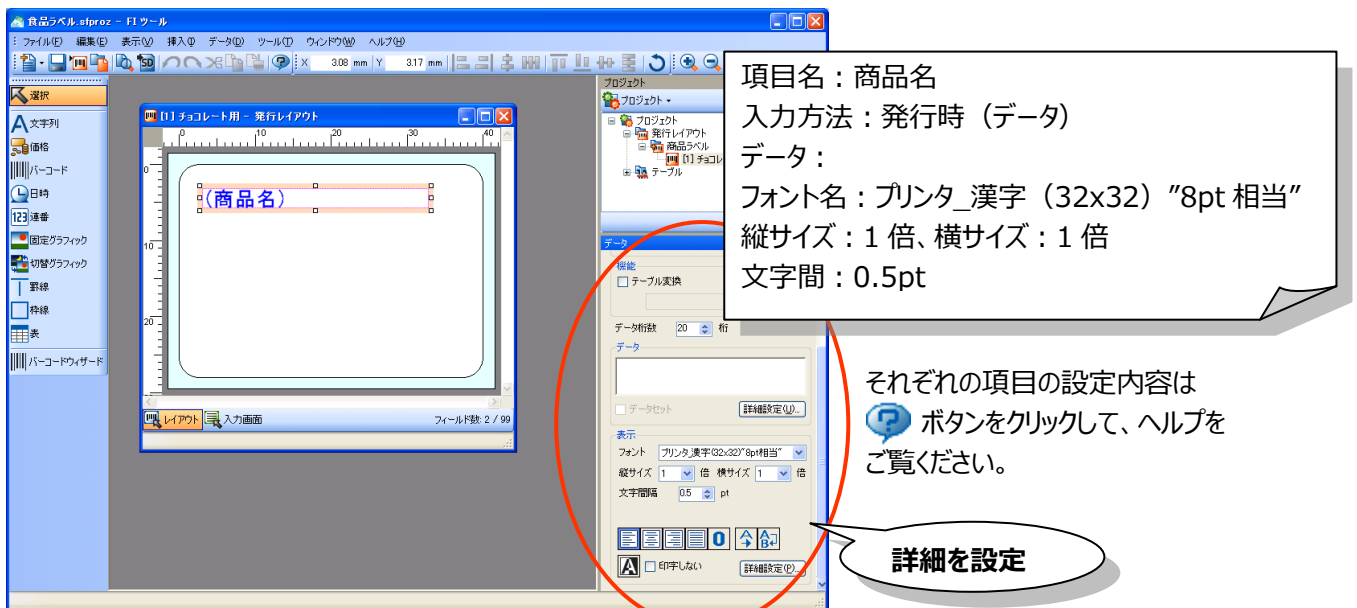 食品ラベル.sfproz - FI ツール
ファイル(F) 編集(E) 表示(V) 挿入(I) データ(D) ツール(T) ウィンドウ(W) ヘルプ(H)
X 3.08 mm Y 3.17 mm
選択
文字列
価格
バーコード
日時
123 連番
固定グラフィック
切替グラフィック
罫線
枠線
表
バーコードウィザード
[1] チョコレート用 - 発行レイアウト
0 10 20 30 40
0
10
20
(商品名)
レイアウト 入力画面 フィールド数: 2 / 99
プロジェクト
プロジェクト
プロジェクト
発行レイアウト
商品ラベル
[1] チョコレ
テーブル
データ
機能
テーブル変換
データ桁数 20 桁
データ
データセット 詳細設定(U)...
表示
フォント プリンタ_漢字(32x32)"8pt相当"
縦サイズ 1 倍 横サイズ 1 倍
文字間隔 0.5 pt
印字しない 詳細設定(P)...
項目名：商品名
入力方法：発行時（データ）
データ：
フォント名：プリンタ_漢字（32x32）”8pt 相当”
縦サイズ：1 倍、横サイズ：1 倍
文字間：0.5pt
それぞれの項目の設定内容は
ボタンをクリックして、ヘルプを
ご覧ください。
詳細を設定